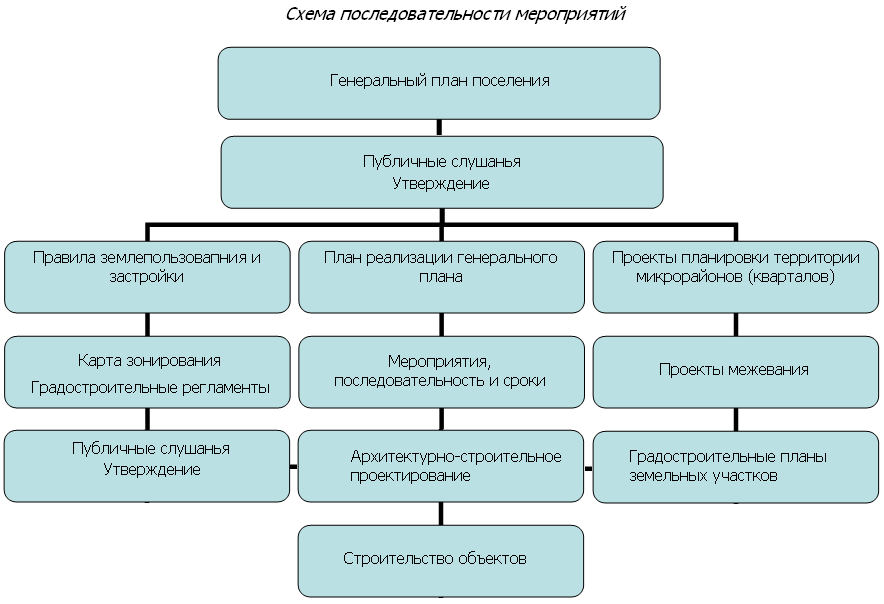 Схема последовательности мероприятий
Генеральный план поселения
Публичные слушанья
Утверждение
Правила землепользовапния и
застройки
План реализации генерального
плана
Проекты планировки территории
микрорайонов (кварталов)
Карта зонирования
Градостроительные регламенты
Мероприятия,
последовательность и сроки
Проекты межевания
Публичные слушанья
Утверждение
Архитектурно-строительное
проектирование
Градостроительные планы
земельных участков
Строительство объектов